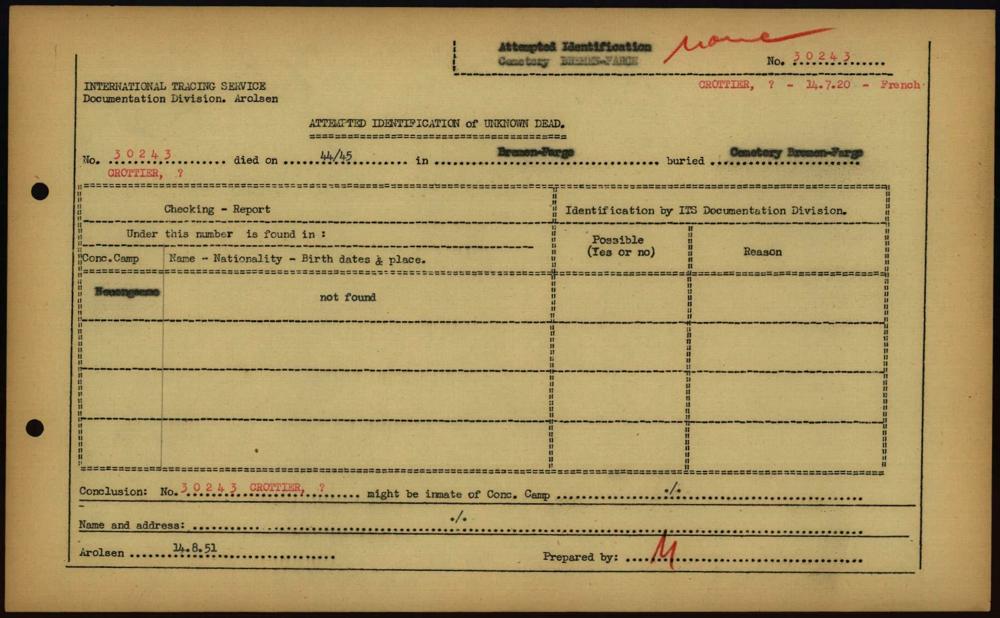 Attempted Identification
Cemetery BREMEN-FARGE
None
No. 30243
CROTTIER, ? - 14.7.20 - French
INTERNATIONAL TRACING SERVICE
Documentation Division. Arolsen
ATTEMPTED IDENTIFICATION of UNKNOWN DEAD.
No. 30243 died on 44/45 in Bremen-Farge buried Cemetery Bremen-Farge
CROTTIER, ?
Checking - Report
Identification by ITS Documentation Division.
Under this number is found in :
Possible
(Yes or no)
Reason
Conc.Camp
Name - Nationality - Birth dates & place.
Neuengamme
not found
Conclusion: No. 30243 CROTTIER, ? might be inmate of Conc. Camp ./.
Name and address: ./.
Arolsen 14.8.51
Prepared by: M